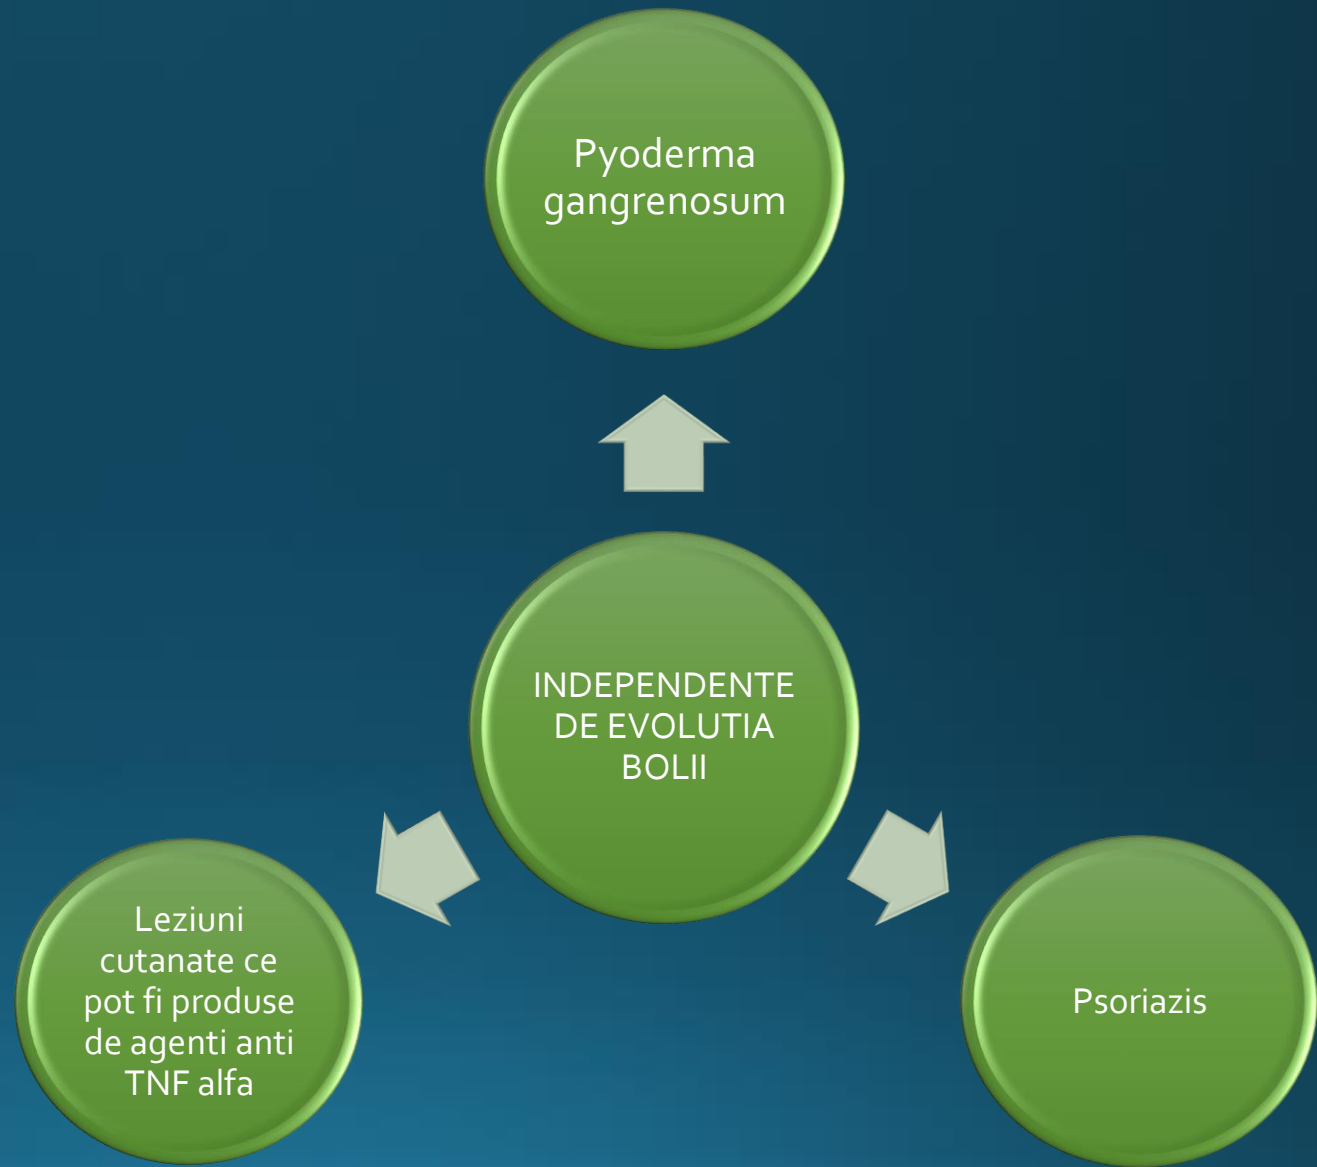 Pyoderma
gangrenosum
INDEPENDENTE
DE EVOLUTIA
BOLII
Leziuni
cutanate ce
pot fi produse
de agenti anti
TNF alfa
Psoriazis